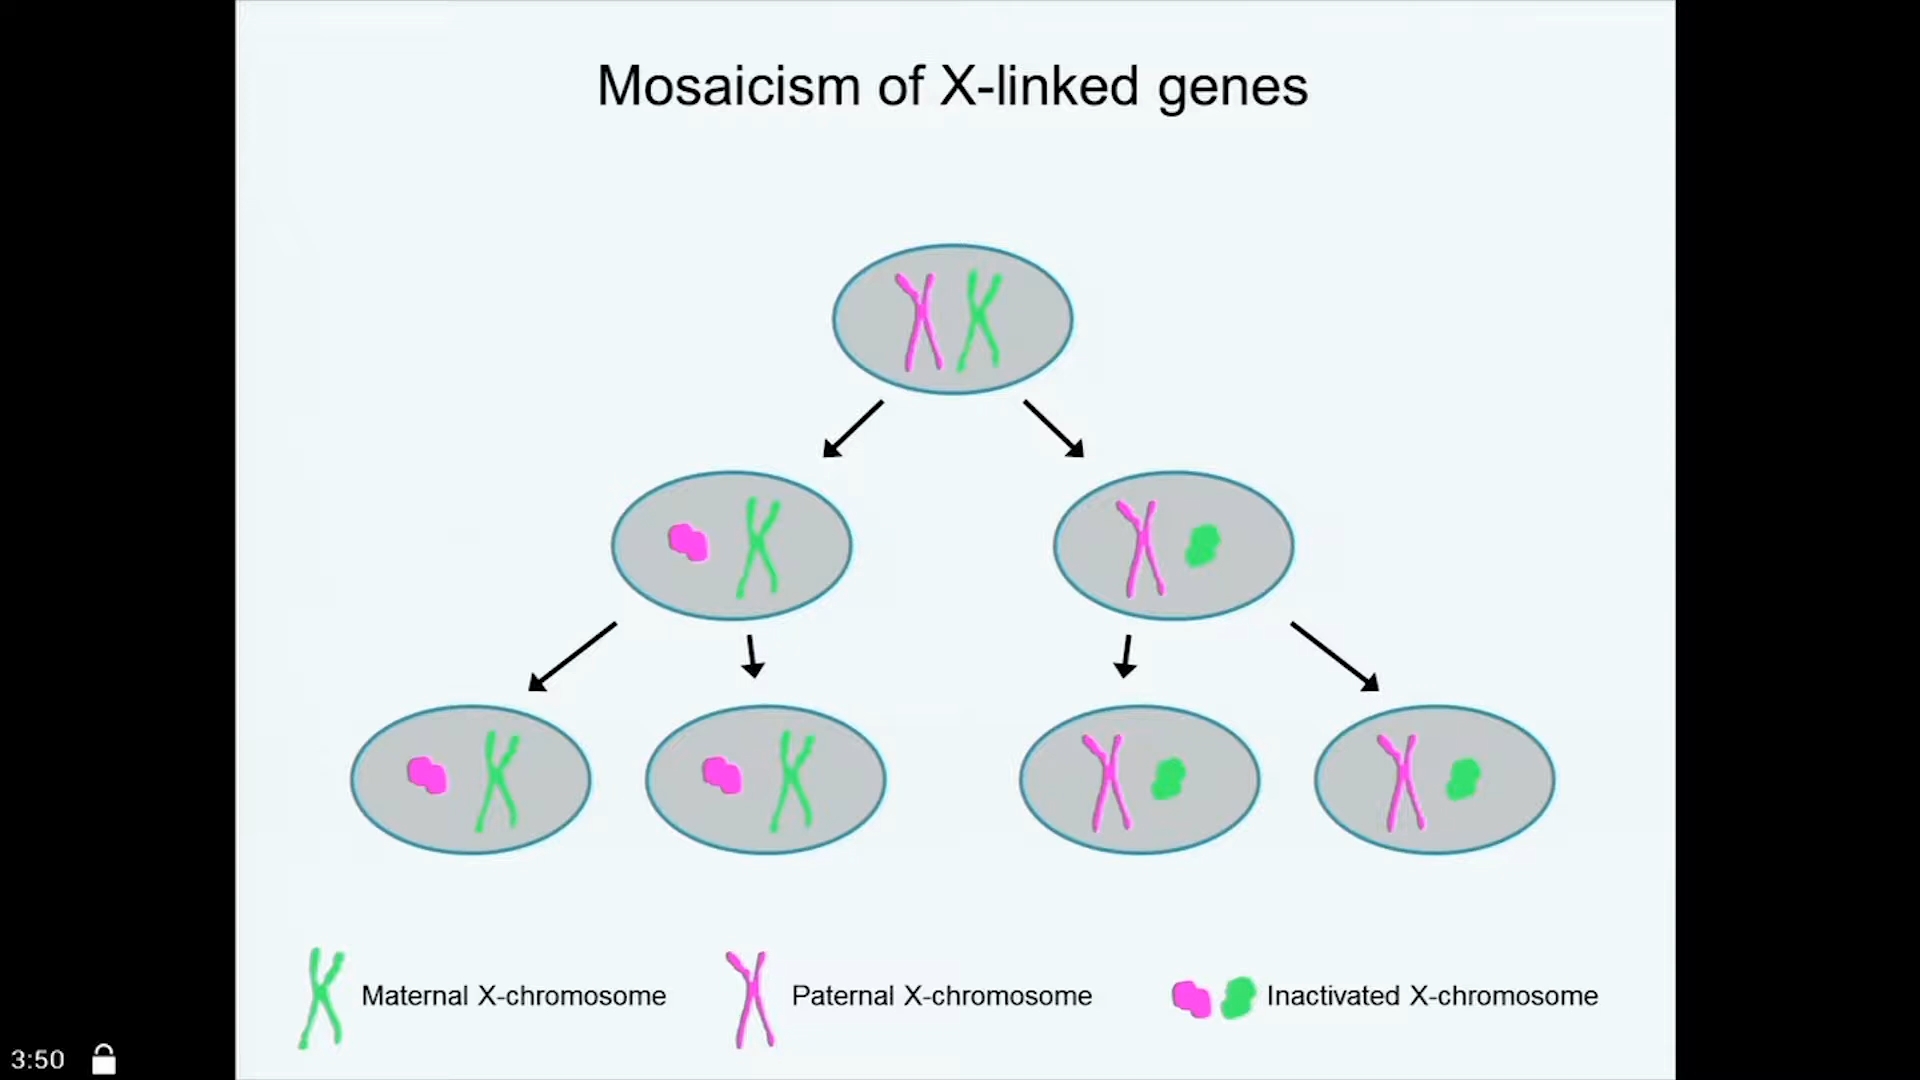 Mosaicism of X-linked genes
Maternal X-chromosome
Paternal X-chromosome
Inactivated X-chromosome
3:50